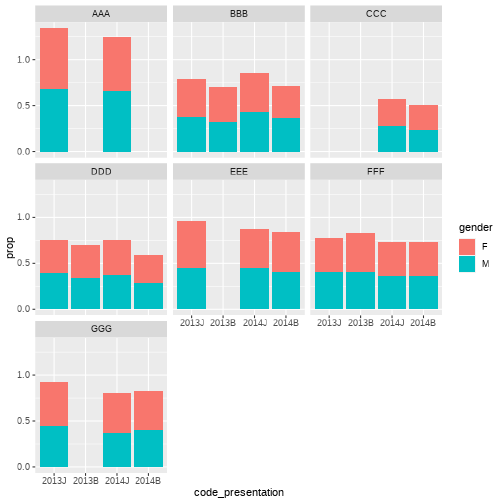 AAA BBB CCC
1.0
0.5
0.0
DDD EEE FFF
1.0
0.5
0.0
2013J 2013B 2014J 2014B 2013J 2013B 2014J 2014B
GGG
1.0
0.5
0.0
2013J 2013B 2014J 2014B
code_presentation
prop
gender
F
M